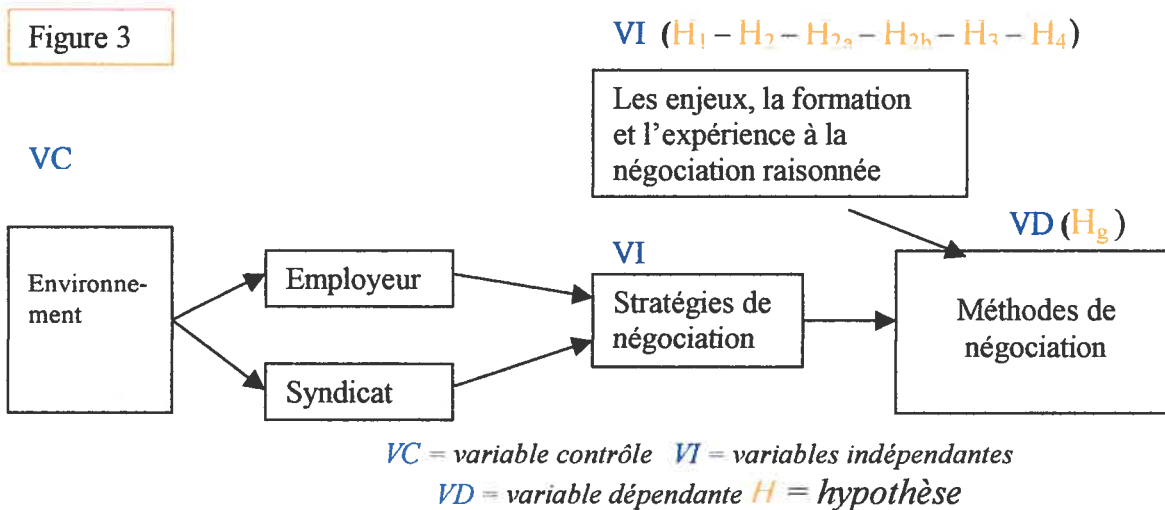 Figure 3
VI (H1 – H2 – H2a – H2b – H3 – H4)
Les enjeux, la formation
et l'expérience à la
négociation raisonnée
VC
VD (Hg)
VI
Environne-
ment
Employeur
Syndicat
Stratégies de
négociation
Méthodes de
négociation
VC = variable contrôle VI = variables indépendantes
VD = variable dépendante H = hypothèse